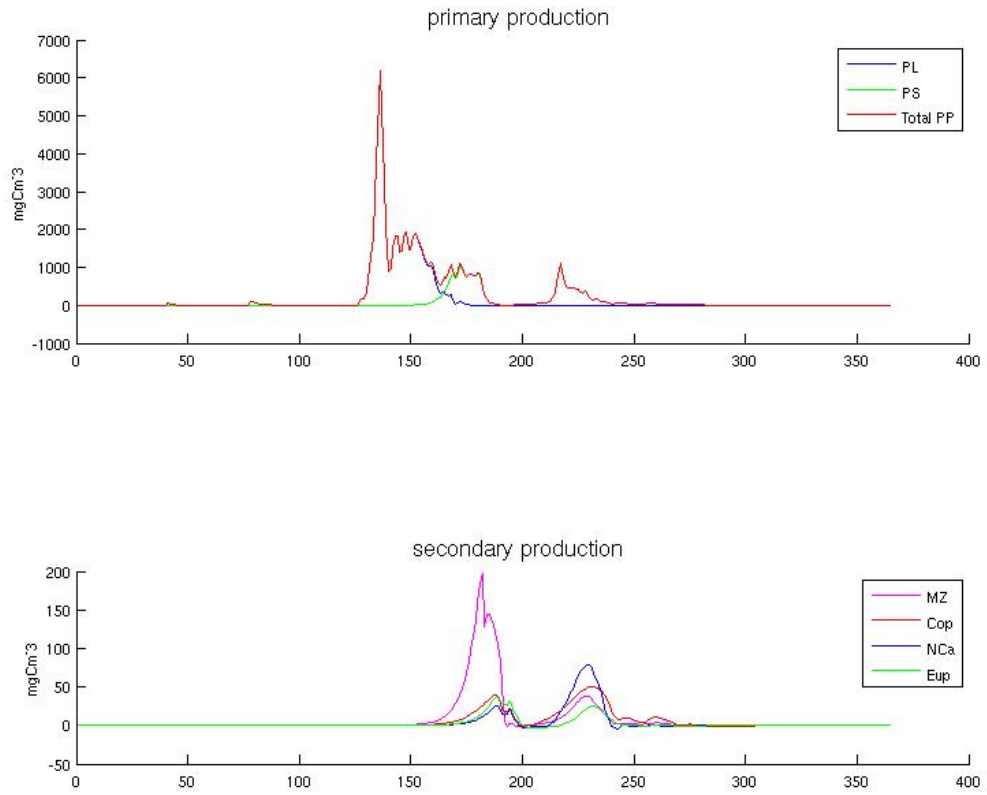 primary production
7000
6000
5000
4000
3000
2000
1000
0
-1000
mgCm-3
0 50 100 150 200 250 300 350 400
PL
PS
Total PP
secondary production
200
150
100
50
0
-50
mgCm-3
0 50 100 150 200 250 300 350 400
MZ
Cop
NCa
Eup